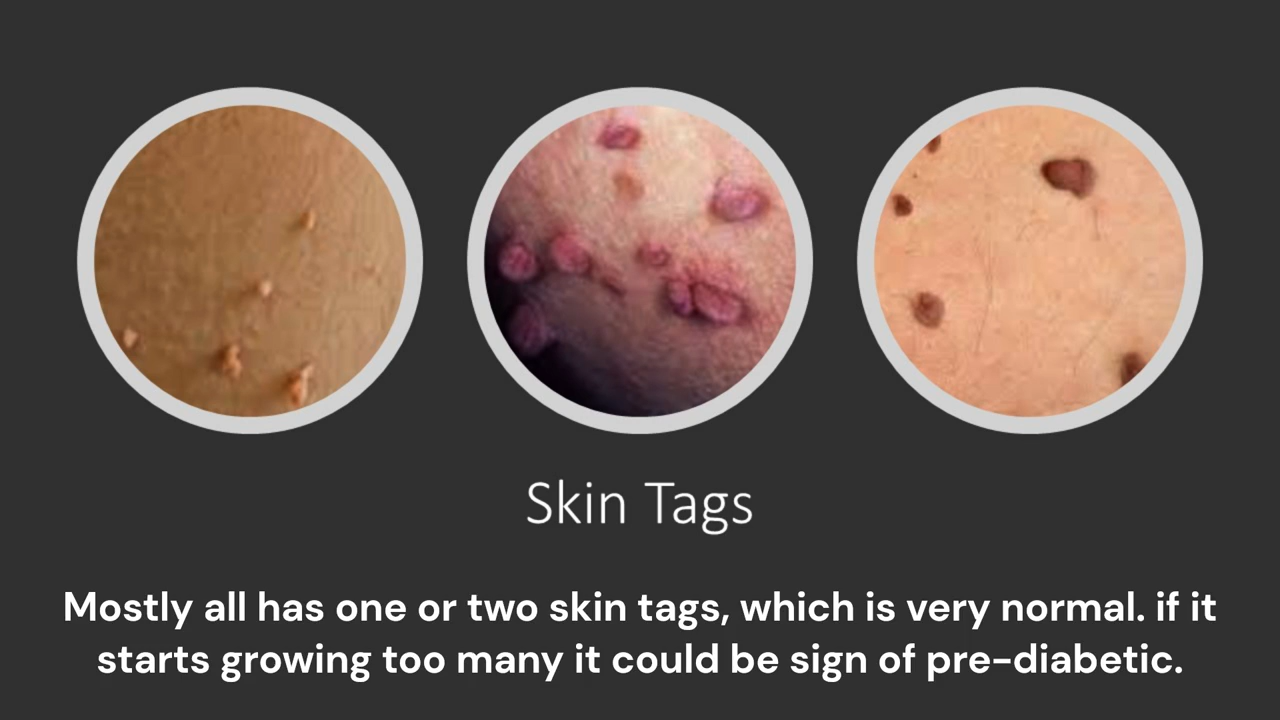 Skin Tags
Mostly all has one or two skin tags, which is very normal. if it
starts growing too many it could be sign of pre-diabetic.